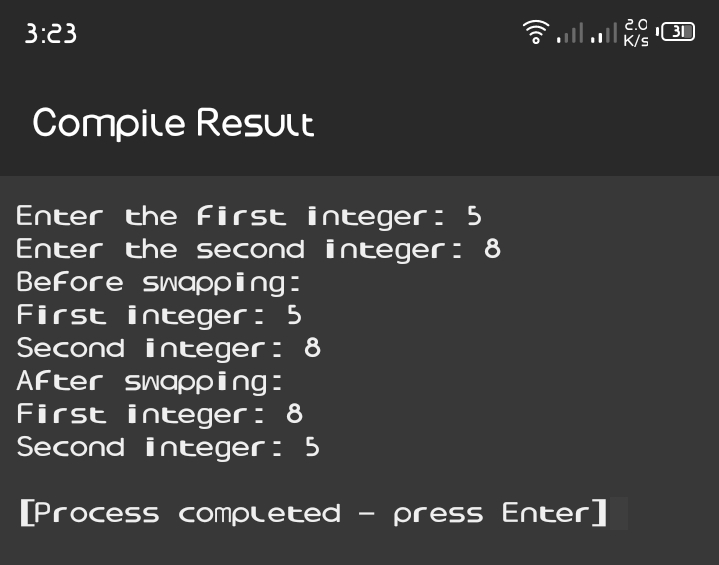 3:23
2.0
K/s
31
Compile Result
Enter the first integer: 5
Enter the second integer: 8
Before swapping:
First integer: 5
Second integer: 8
After swapping:
First integer: 8
Second integer: 5
[Process completed - press Enter]